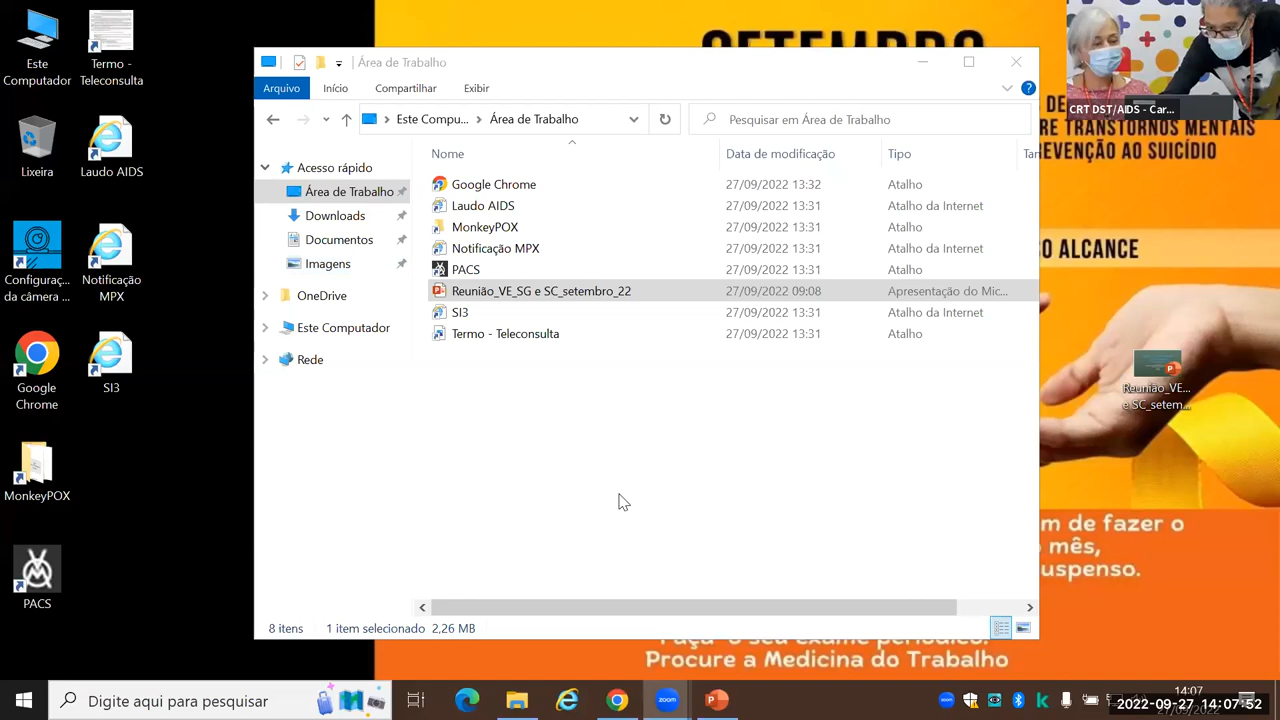 Este
Computador
Termo -
Teleconsulta
Lixeira
Laudo AIDS
Configuraç...
da câmera ...
Notificação
MPX
Google
Chrome
SI3
MonkeyPOX
PACS
Área de Trabalho
Arquivo
Início
Compartilhar
Exibir
Este Com
Área de Trabalho
Pesquisar em Área de Trabalho
Acesso rápido
Área de Trabalho
Downloads
Documentos
Imagens
OneDrive
Este Computador
Rede
Nome Data de modificação Tipo Tar
Google Chrome 27/09/2022 13:32 Atalho
Laudo AIDS 27/09/2022 13:31 Atalho da Internet
MonkeyPOX 27/09/2022 13:31 Atalho
Notificação MPX 27/09/2022 13:31 Atalho da Internet
PACS 27/09/2022 13:31 Atalho
Reunião_VE_SG e SC_setembro_22 27/09/2022 09:08 Apresentação do Mic...
SI3 27/09/2022 13:31 Atalho da Internet
Termo - Teleconsulta 27/09/2022 13:31 Atalho
8 itens 1 item selecionado 2,26 MB
CRT DST/AIDS - Car...
DE
RE TRANSTORNOS MENTAIS
EVENÇÃO AO SUICÍDIO
O ALCANCE
Reunião_VE...
e SC_setem...
m de fazer o
o mês,
uspenso.
Procure a Medicina do Trabalho
Digite aqui para pesquisar
zoom
14:07
2022-09-27 14:07:52